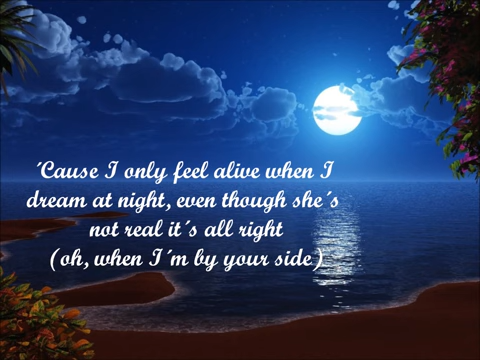 ´Cause I only feel alive when I
dream at night, even though she´s
not real it´s all right
(oh, when I´m by your side)